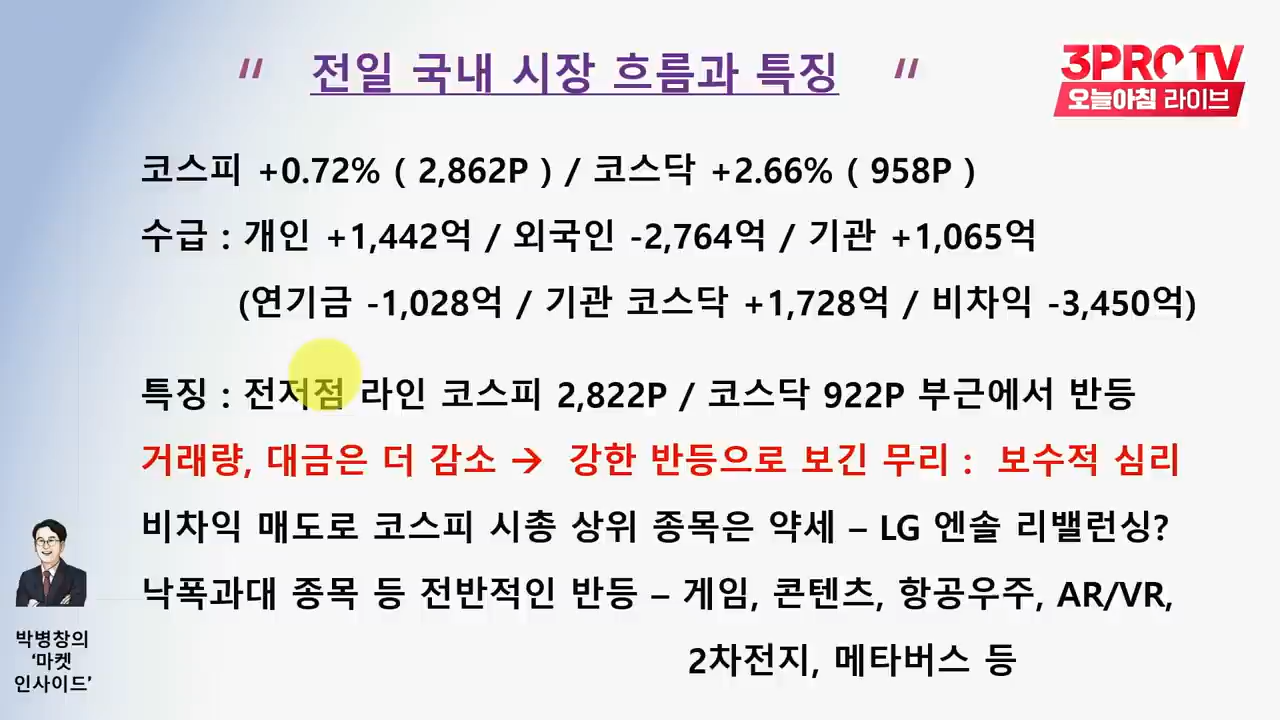 " 전일 국내 시장 흐름과 특징 "
3PRO TV
오늘아침 라이브
코스피 +0.72% ( 2,862P ) / 코스닥 +2.66% ( 958P )
수급 : 개인 +1,442억 / 외국인 -2,764억 / 기관 +1,065억
(연기금 -1,028억 / 기관 코스닥 +1,728억 / 비차익 -3,450억)
특징 : 전저점 라인 코스피 2,822P / 코스닥 922P 부근에서 반등
거래량, 대금은 더 감소 → 강한 반등으로 보긴 무리 : 보수적 심리
비차익 매도로 코스피 시총 상위 종목은 약세 – LG 엔솔 리밸런싱?
낙폭과대 종목 등 전반적인 반등 – 게임, 콘텐츠, 항공우주, AR/VR,
2차전지, 메타버스 등
박병창의
‘마켓
인사이드’